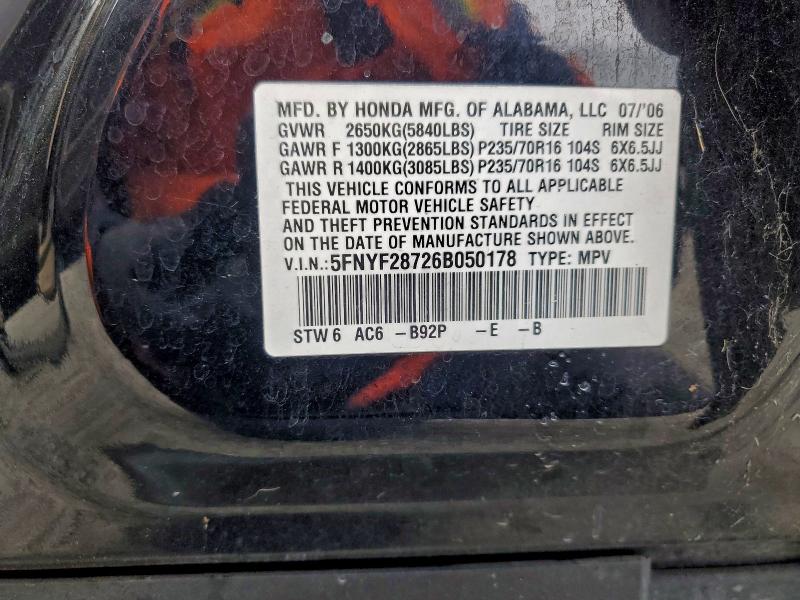 MFD. BY HONDA MFG. OF ALABAMA, LLC 07/'06
GVWR 2650KG(5840LBS) TIRE SIZE RIM SIZE
GAWR F 1300KG(2865LBS) P235/70R16 104S 6X6.5JJ
GAWR R 1400KG(3085LBS) P235/70R16 104S 6X6.5JJ
THIS VEHICLE CONFORMS TO ALL APPLICABLE
FEDERAL MOTOR VEHICLE SAFETY
AND THEFT PREVENTION STANDARDS IN EFFECT
ON THE DATE OF MANUFACTURE SHOWN ABOVE.
V.I.N.: 5FNYF28726B050178 TYPE: MPV
STW 6 AC6 –B92P –E –B